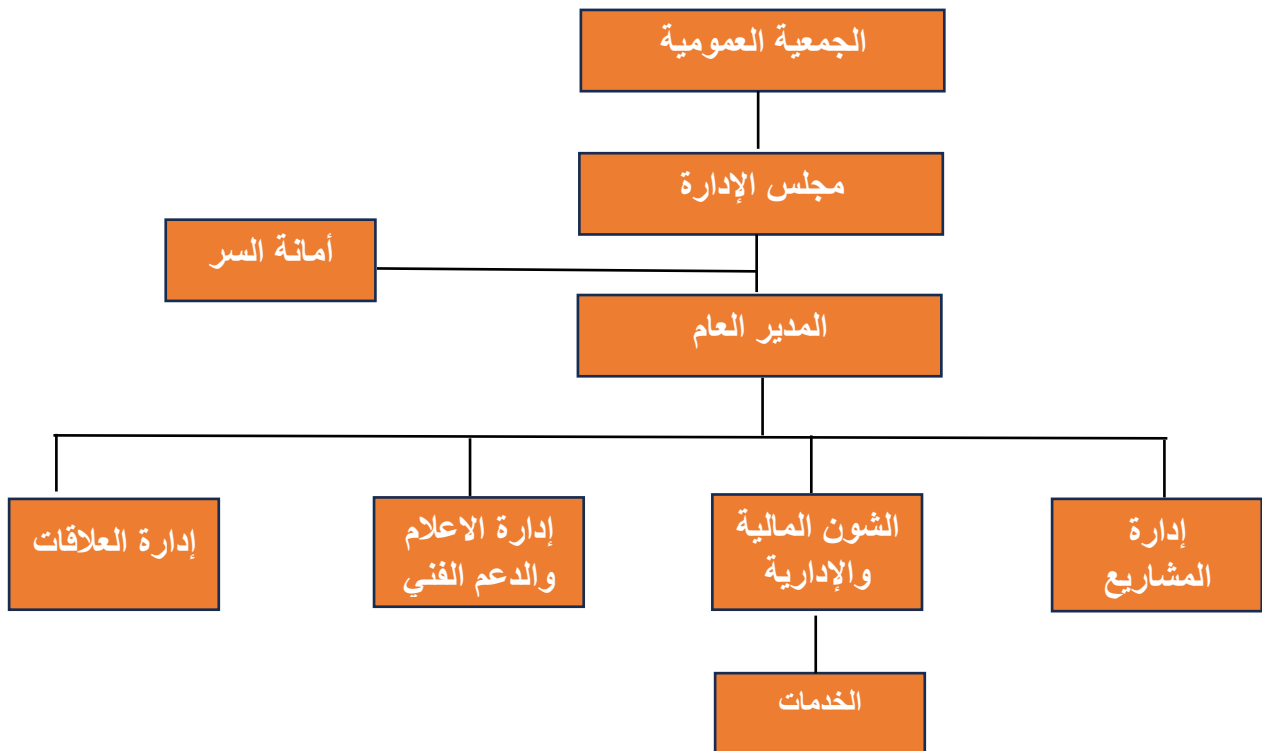 الجمعية العمومية
مجلس الإدارة
أمانة السر
المدير العام
إدارة
المشاريع
الشون المالية
والإدارية
إدارة الاعلام
والدعم الفني
إدارة العلاقات
الخدمات